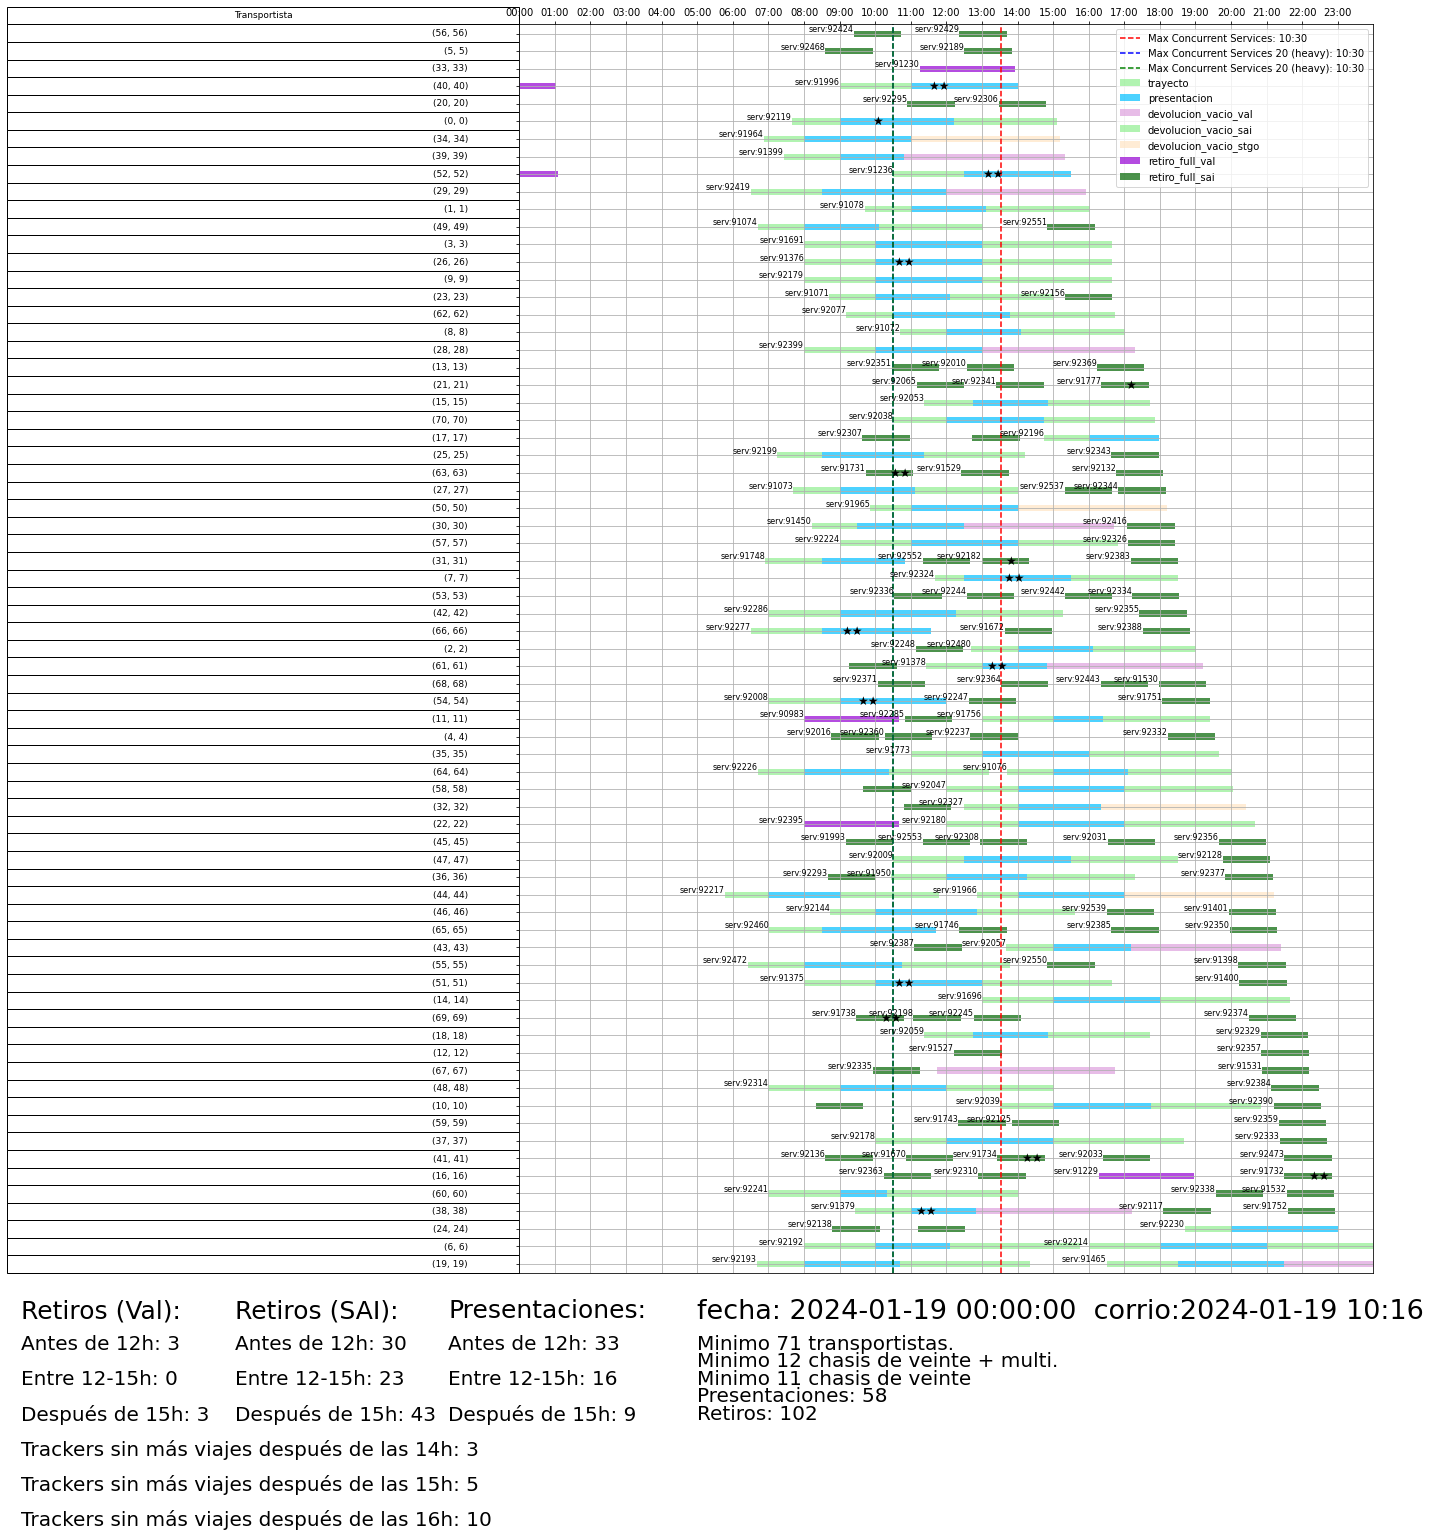 Transportista
00:00 01:00 02:00 03:00 04:00 05:00 06:00 07:00 08:00 09:00 10:00 11:00 12:00 13:00 14:00 15:00 16:00 17:00 18:00 19:00 20:00 21:00 22:00 23:00
Max Concurrent Services: 10:30
Max Concurrent Services 20 (heavy): 10:30
Max Concurrent Services 20 (heavy): 10:30
trayecto
presentacion
devolucion_vacio_val
devolucion_vacio_sai
devolucion_vacio_stgo
retiro_full_val
retiro_full_sai
(56, 56) serv:92424 serv:92429
(5, 5) serv:92468 serv:92189
(33, 33) serv:91230
(40, 40) serv:91996
(20, 20) serv:92295 serv:92306
(0, 0) serv:92119
(34, 34) serv:91964
(39, 39) serv:91399
(52, 52) serv:91236
(29, 29) serv:92419
(1, 1) serv:91078
(49, 49) serv:91074 serv:92551
(3, 3) serv:91691
(26, 26) serv:91376
(9, 9) serv:92179
(23, 23) serv:91071 serv:92156
(62, 62) serv:92077
(8, 8) serv:91072
(28, 28) serv:92399
(13, 13) serv:92351 serv:92010 serv:92369
(21, 21) serv:92065 serv:92341 serv:91777
(15, 15) serv:92053
(70, 70) serv:92038
(17, 17) serv:92307 serv:92196
(25, 25) serv:92199 serv:92343
(63, 63) serv:91731 serv:91529 serv:92132
(27, 27) serv:91073 serv:92537 serv:92344
(50, 50) serv:91965
(30, 30) serv:91450 serv:92416
(57, 57) serv:92224 serv:92326
(31, 31) serv:91748 serv:92552 serv:92182 serv:92383
(7, 7) serv:92324
(53, 53) serv:92336 serv:92244 serv:92442 serv:92334
(42, 42) serv:92286 serv:92355
(66, 66) serv:92277 serv:91672 serv:92388
(2, 2) serv:92248 serv:92480
(61, 61) serv:91378
(68, 68) serv:92371 serv:92364 serv:92443 serv:91530
(54, 54) serv:92008 serv:92247 serv:91751
(11, 11) serv:90983 serv:92285 serv:91756
(4, 4) serv:92016 serv:92360 serv:92237 serv:92332
(35, 35) serv:91773
(64, 64) serv:92226 serv:91076
(58, 58) serv:92047
(32, 32) serv:92327
(22, 22) serv:92395 serv:92180
(45, 45) serv:91993 serv:92553 serv:92308 serv:92031 serv:92356
(47, 47) serv:92009 serv:92128
(36, 36) serv:92293 serv:91950 serv:92377
(44, 44) serv:92217 serv:91966
(46, 46) serv:92144 serv:92539 serv:91401
(65, 65) serv:92460 serv:91746 serv:92385 serv:92350
(43, 43) serv:92387 serv:92057
(55, 55) serv:92472 serv:92550 serv:91398
(51, 51) serv:91375 serv:91400
(14, 14) serv:91696
(69, 69) serv:91738 serv:92198 serv:92245 serv:92374
(18, 18) serv:92059 serv:92329
(12, 12) serv:91527 serv:92357
(67, 67) serv:92335 serv:91531
(48, 48) serv:92314 serv:92384
(10, 10) serv:92039 serv:92390
(59, 59) serv:91743 serv:92125 serv:92359
(37, 37) serv:92178 serv:92333
(41, 41) serv:92136 serv:91670 serv:91734 serv:92033 serv:92473
(16, 16) serv:92363 serv:92310 serv:91229 serv:91732
(60, 60) serv:92241 serv:92338 serv:91532
(38, 38) serv:91379 serv:92117 serv:91752
(24, 24) serv:92138 serv:92230
(6, 6) serv:92192 serv:92214
(19, 19) serv:92193 serv:91465
Retiros (Val): Retiros (SAI): Presentaciones: fecha: 2024-01-19 00:00:00 corrio:2024-01-19 10:16
Antes de 12h: 3 Antes de 12h: 30 Antes de 12h: 33 Minimo 71 transportistas.
Minimo 12 chasis de veinte + multi.
Entre 12-15h: 0 Entre 12-15h: 23 Entre 12-15h: 16 Minimo 11 chasis de veinte
Presentaciones: 58
Después de 15h: 3 Después de 15h: 43 Después de 15h: 9 Retiros: 102
Trackers sin más viajes después de las 14h: 3
Trackers sin más viajes después de las 15h: 5
Trackers sin más viajes después de las 16h: 10